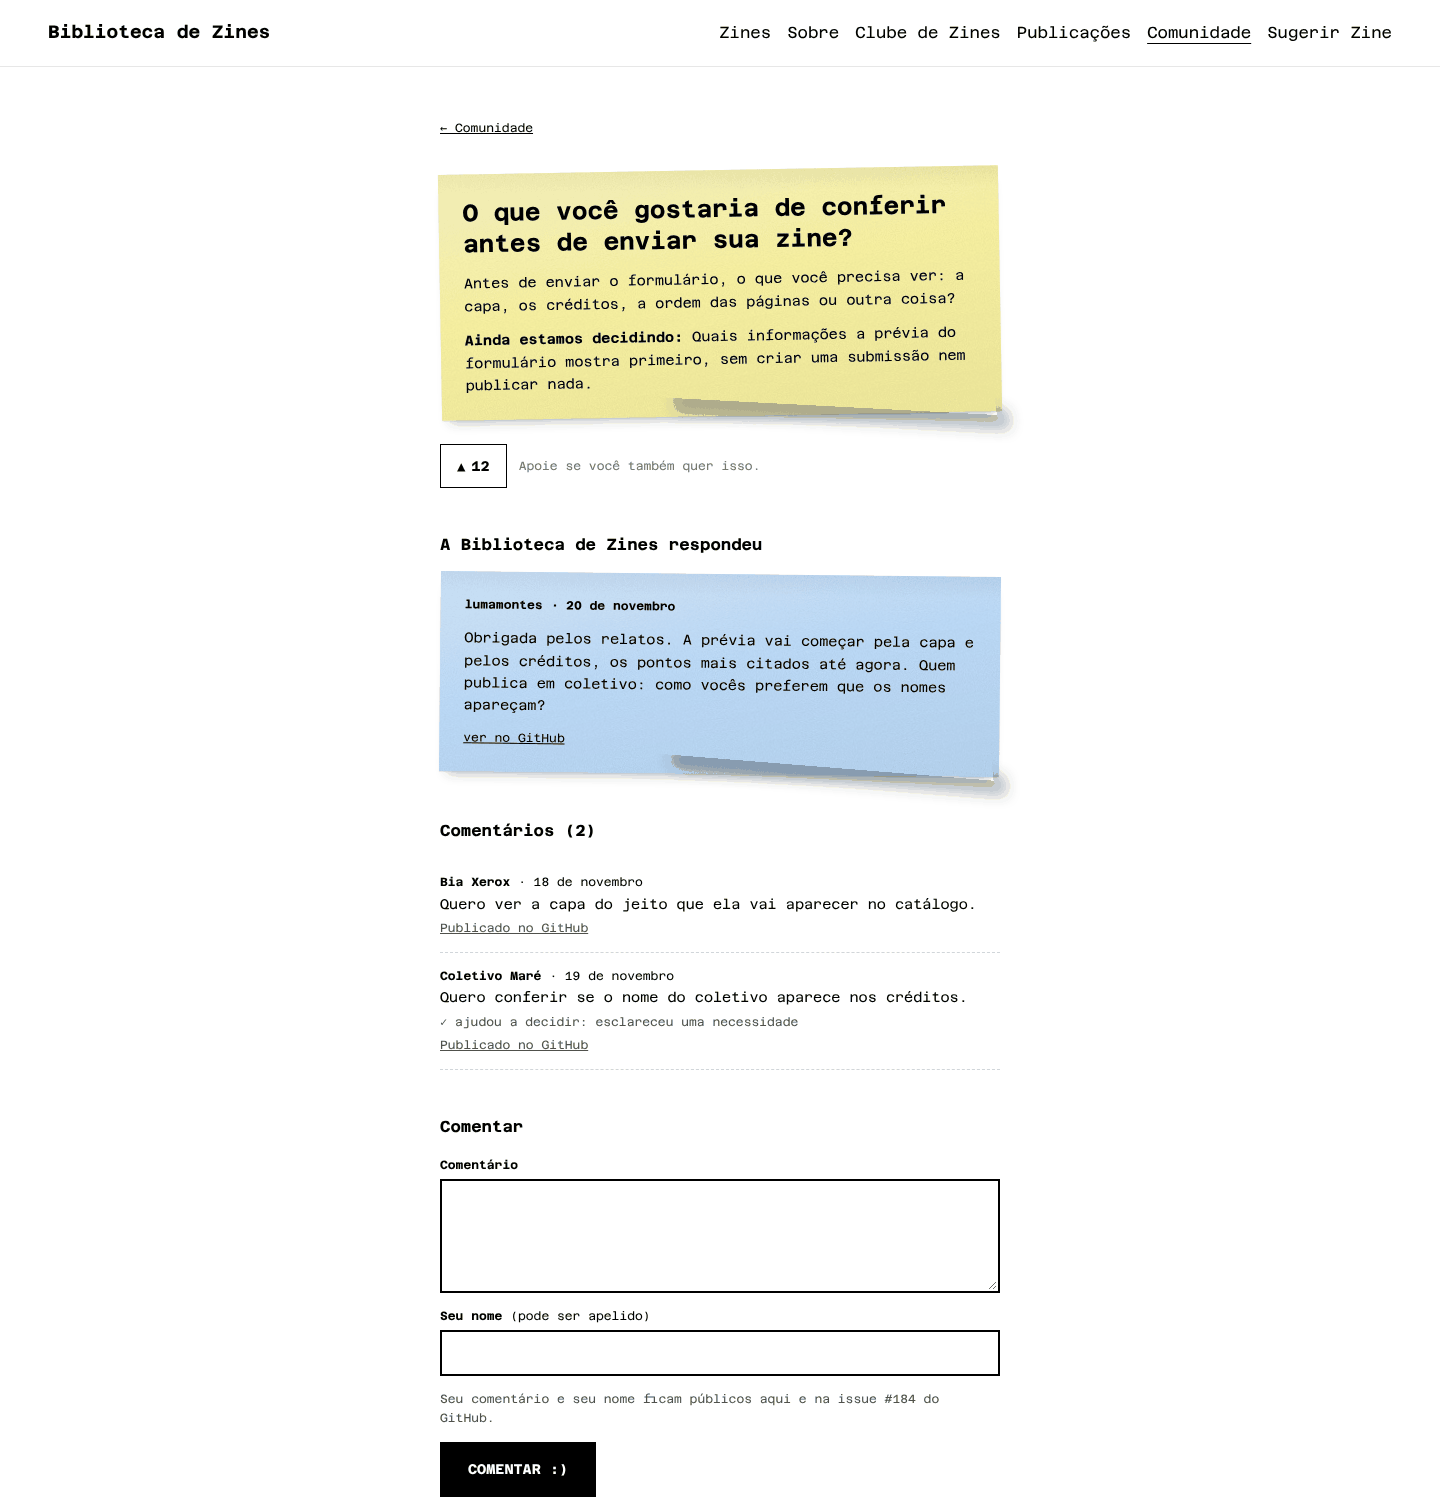 Biblioteca de Zines
Zines Sobre Clube de Zines Publicações Comunidade Sugerir Zine
← Comunidade
O que você gostaria de conferir
antes de enviar sua zine?
Antes de enviar o formulário, o que você precisa ver: a
capa, os créditos, a ordem das páginas ou outra coisa?
Ainda estamos decidindo: Quais informações a prévia do
formulário mostra primeiro, sem criar uma submissão nem
publicar nada.
▲ 12 Apoie se você também quer isso.
A Biblioteca de Zines respondeu
lumamontes · 20 de novembro
Obrigada pelos relatos. A prévia vai começar pela capa e
pelos créditos, os pontos mais citados até agora. Quem
publica em coletivo: como vocês preferem que os nomes
apareçam?
ver no GitHub
Comentários (2)
Bia Xerox · 18 de novembro
Quero ver a capa do jeito que ela vai aparecer no catálogo.
Publicado no GitHub
Coletivo Maré · 19 de novembro
Quero conferir se o nome do coletivo aparece nos créditos.
✓ ajudou a decidir: esclareceu uma necessidade
Publicado no GitHub
Comentar
Comentário
Seu nome (pode ser apelido)
Seu comentário e seu nome ficam públicos aqui e na issue #184 do
GitHub.
COMENTAR :)